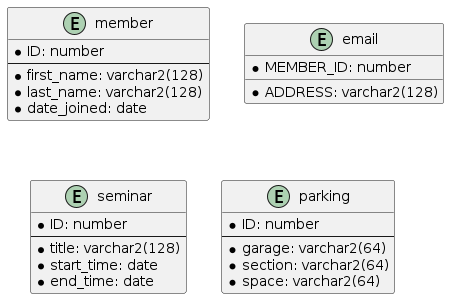 E member
ID: number
first_name: varchar2(128)
last_name: varchar2(128)
date_joined: date
E email
MEMBER_ID: number
ADDRESS: varchar2(128)
E seminar
ID: number
title: varchar2(128)
start_time: date
end_time: date
E parking
ID: number
garage: varchar2(64)
section: varchar2(64)
space: varchar2(64)